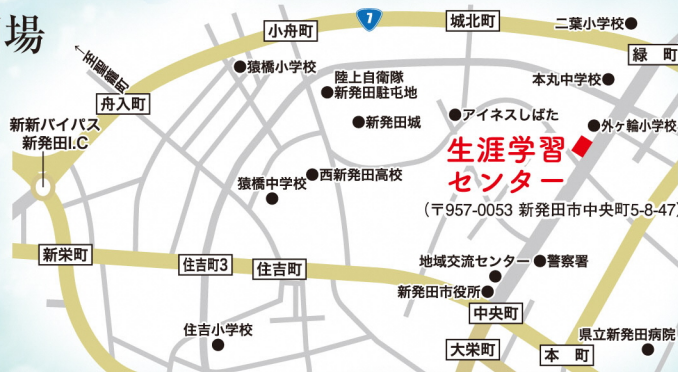 場
7
小舟町
城北町
二葉小学校
緑 町
至聖籠町
猿橋小学校
陸上自衛隊
新発田駐屯地
本丸中学校
舟入町
新新バイパス
新発田I.C
新発田城
アイネスしばた
外ヶ輪小学校
生涯学習
センター
(〒957-0053 新発田市中央町5-8-47)
西新発田高校
猿橋中学校
新栄町
住吉町3
住吉町
地域交流センター
警察署
新発田市役所
中央町
住吉小学校
大栄町
本 町
県立新発田病院